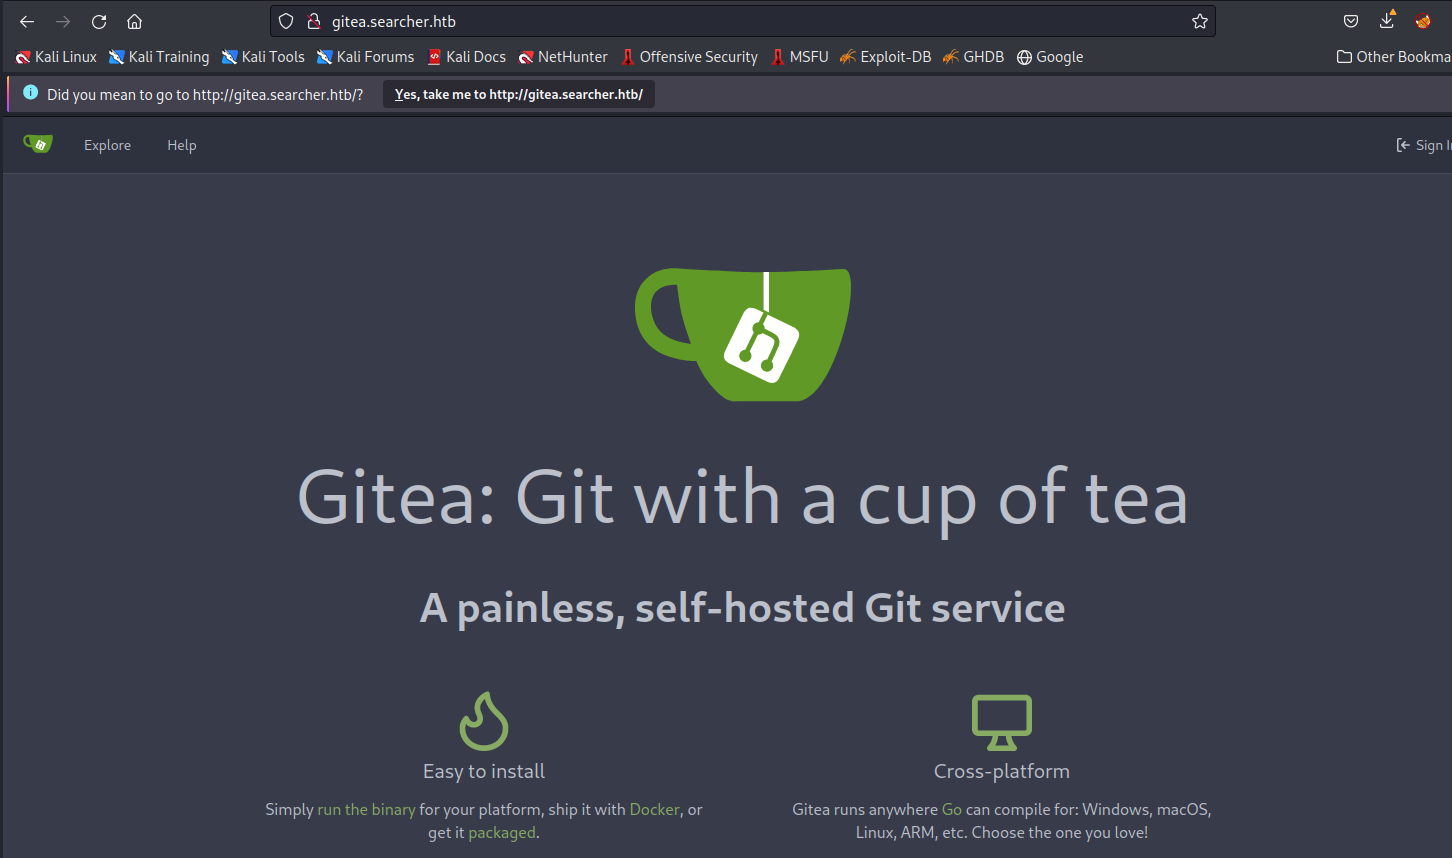 gitea.searcher.htb
Kali Linux Kali Training Kali Tools Kali Forums Kali Docs NetHunter Offensive Security MSFU Exploit-DB GHDB Google Other Bookma
Did you mean to go to http://gitea.searcher.htb/? Yes, take me to http://gitea.searcher.htb/
Explore Help Sign In
Gitea: Git with a cup of tea
A painless, self-hosted Git service
Easy to install Cross-platform
Simply run the binary for your platform, ship it with Docker, or
get it packaged.
Gitea runs anywhere Go can compile for: Windows, macOS,
Linux, ARM, etc. Choose the one you love!